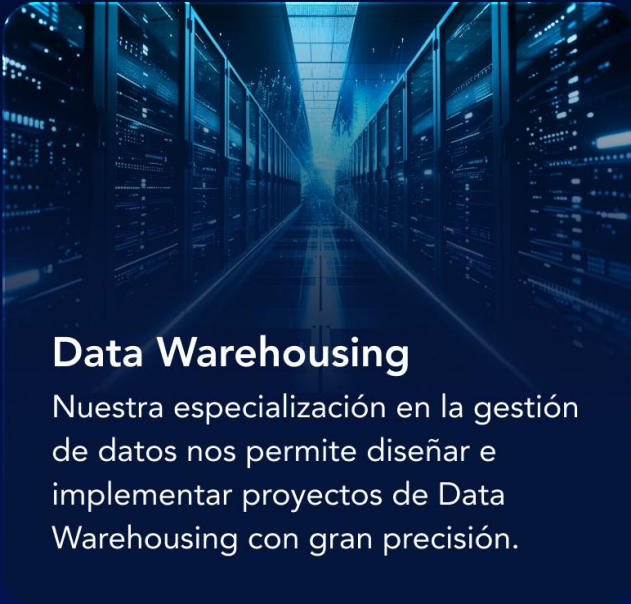 Data Warehousing
Nuestra especialización en la gestión
de datos nos permite diseñar e
implementar proyectos de Data
Warehousing con gran precisión.